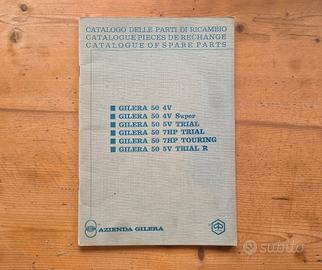 CATALOGO DELLE PARTI DI RICAMBIO
CATALOGUE PIECES DE RECHANGE
CATALOGUE OF SPARE PARTS
GILERA 50 4V
GILERA 50 4V Super
GILERA 50 5V TRIAL
GILERA 50 7HP TRIAL
GILERA 50 7HP TOURING
GILERA 50 5V TRIAL R
AZIENDA GILERA
subito